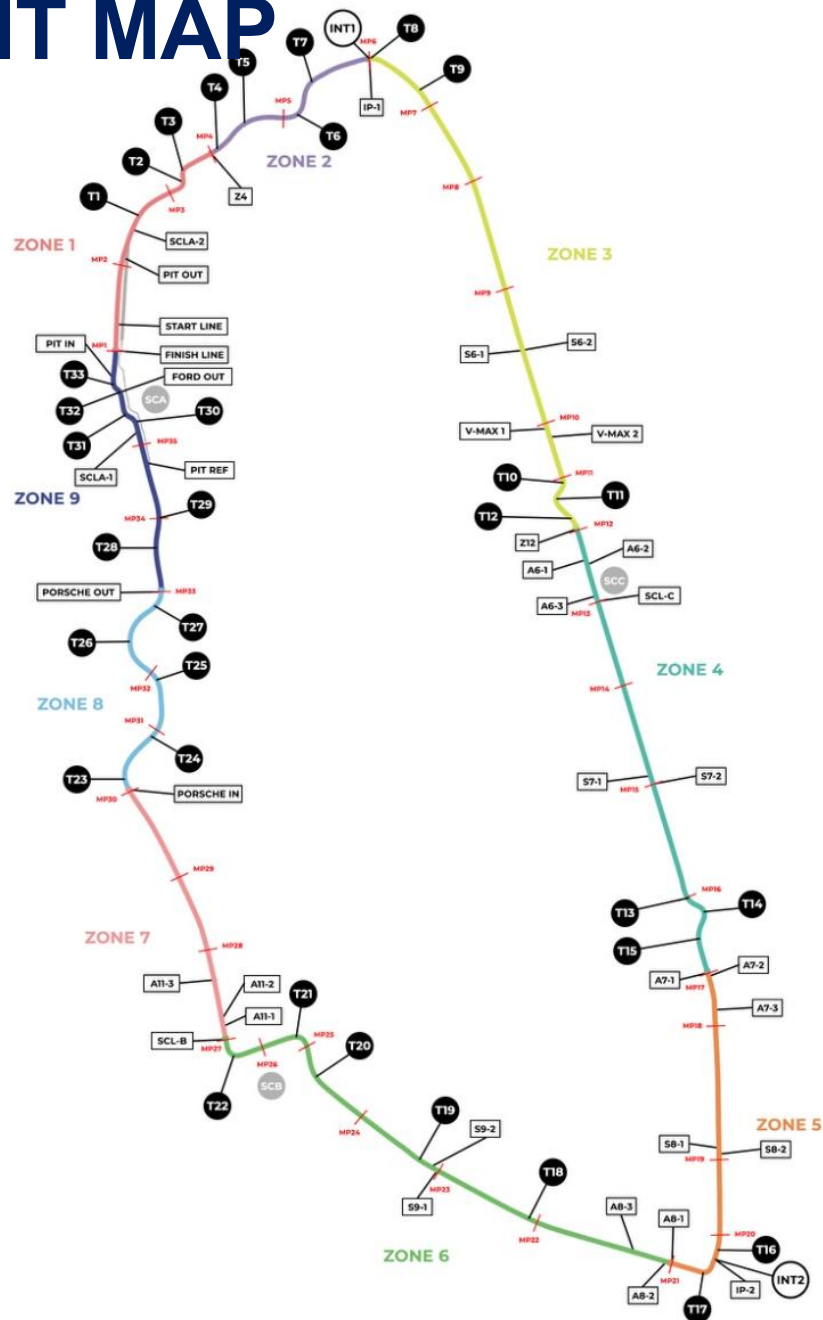 IT MAP
INT1
MP6
T8
T7
T5
T9
T4
IP-1
MP5
MP7
T3
T6
MP4
ZONE 2
T2
MP8
Z4
T1
MP3
SCLA-2
ZONE 1
ZONE 3
MP2
PIT OUT
MP9
START LINE
S6-2
PIT IN
MP1
FINISH LINE
S6-1
T33
FORD OUT
SCA
T32
T30
MP10
V-MAX 1
V-MAX 2
T31
MP35
SCLA-1
PIT REF
MP11
T10
T11
ZONE 9
T29
T12
MP34
MP12
Z12
T28
A6-2
A6-1
SCC
PORSCHE OUT
MP33
SCL-C
A6-3
MP13
T27
T26
T25
ZONE 4
MP32
MP14
ZONE 8
MP31
T24
T23
S7-1
S7-2
MP15
MP30
PORSCHE IN
MP29
MP16
T14
T13
ZONE 7
MP28
T15
A7-2
A11-3
A11-2
A7-1
MP17
T21
A7-3
A11-1
MP18
SCL-B
MP27
MP25
T20
MP26
SCB
T22
T19
MP24
ZONE 5
S9-2
S8-1
S8-2
MP19
T18
MP23
S9-1
A8-3
A8-1
MP20
MP22
T16
ZONE 6
INT2
MP21
IP-2
A8-2
T17